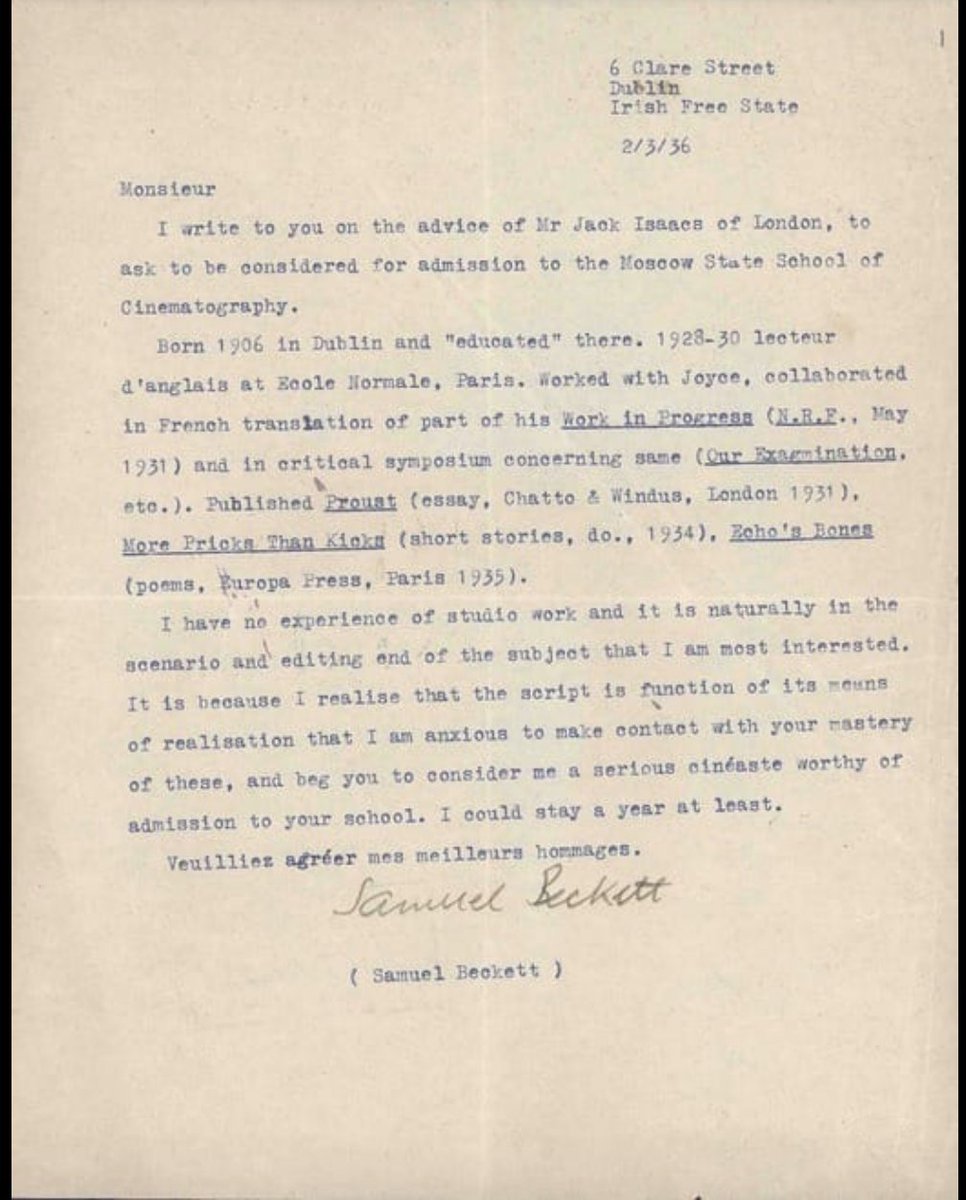 1
6 Clare Street
Dublin
Irish Free State
2/3/36
Monsieur
I write to you on the advice of Mr Jack Isaacs of London, to
ask to be considered for admission to the Moscow State School of
Cinematography.
Born 1906 in Dublin and "educated" there. 1928-30 lecteur
d'anglais at Ecole Normale, Paris. Worked with Joyce, collaborated
in French translation of part of his Work in Progress (N.R.F., May
1931) and in critical symposium concerning same (Our Exagmination,
etc.). Published Proust (essay, Chatto & Windus, London 1931),
More Pricks Than Kicks (short stories, do., 1934), Echo's Bones
(poems, Europa Press, Paris 1935).
I have no experience of studio work and it is naturally in the
scenario and editing end of the subject that I am most interested.
It is because I realise that the script is function of its means
of realisation that I am anxious to make contact with your mastery
of these, and beg you to consider me a serious cinéaste worthy of
admission to your school. I could stay a year at least.
Veuilliez agréer mes meilleurs hommages.
Samuel Beckett
( Samuel Beckett )